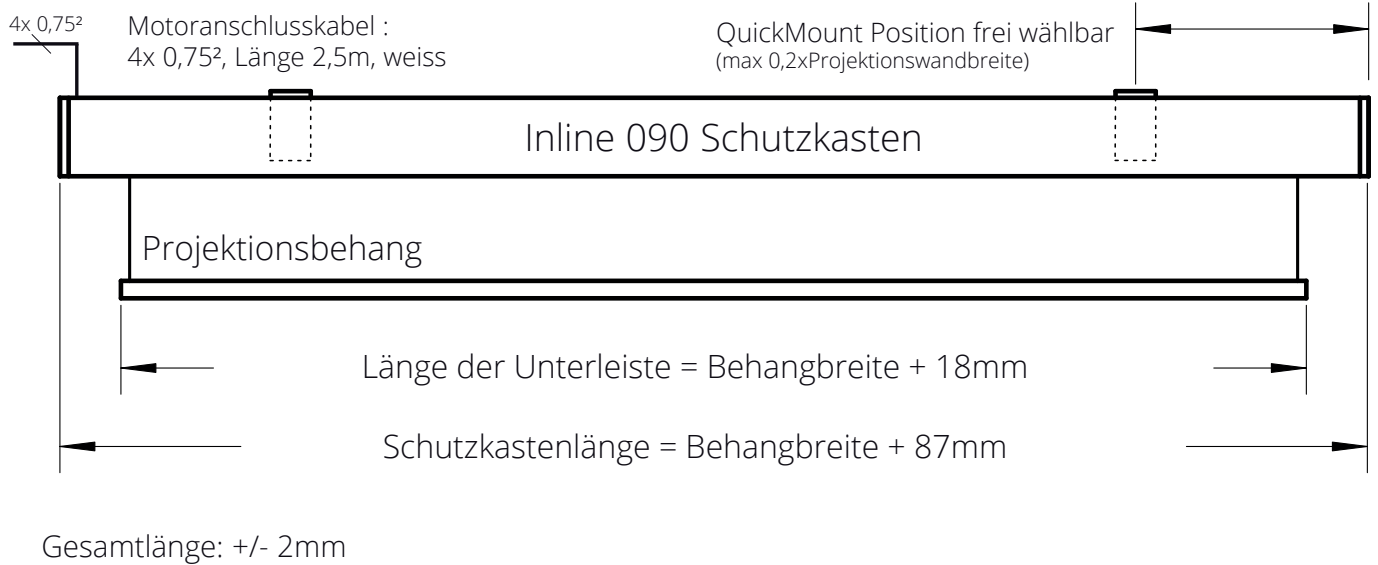 4x 0,75²
Motoranschlusskabel :
4x 0,75², Länge 2,5m, weiss
QuickMount Position frei wählbar
(max 0,2xProjektionswandbreite)
Inline 090 Schutzkasten
Projektionsbehang
Länge der Unterleiste = Behangbreite + 18mm
Schutzkastenlänge = Behangbreite + 87mm
Gesamtlänge: +/- 2mm